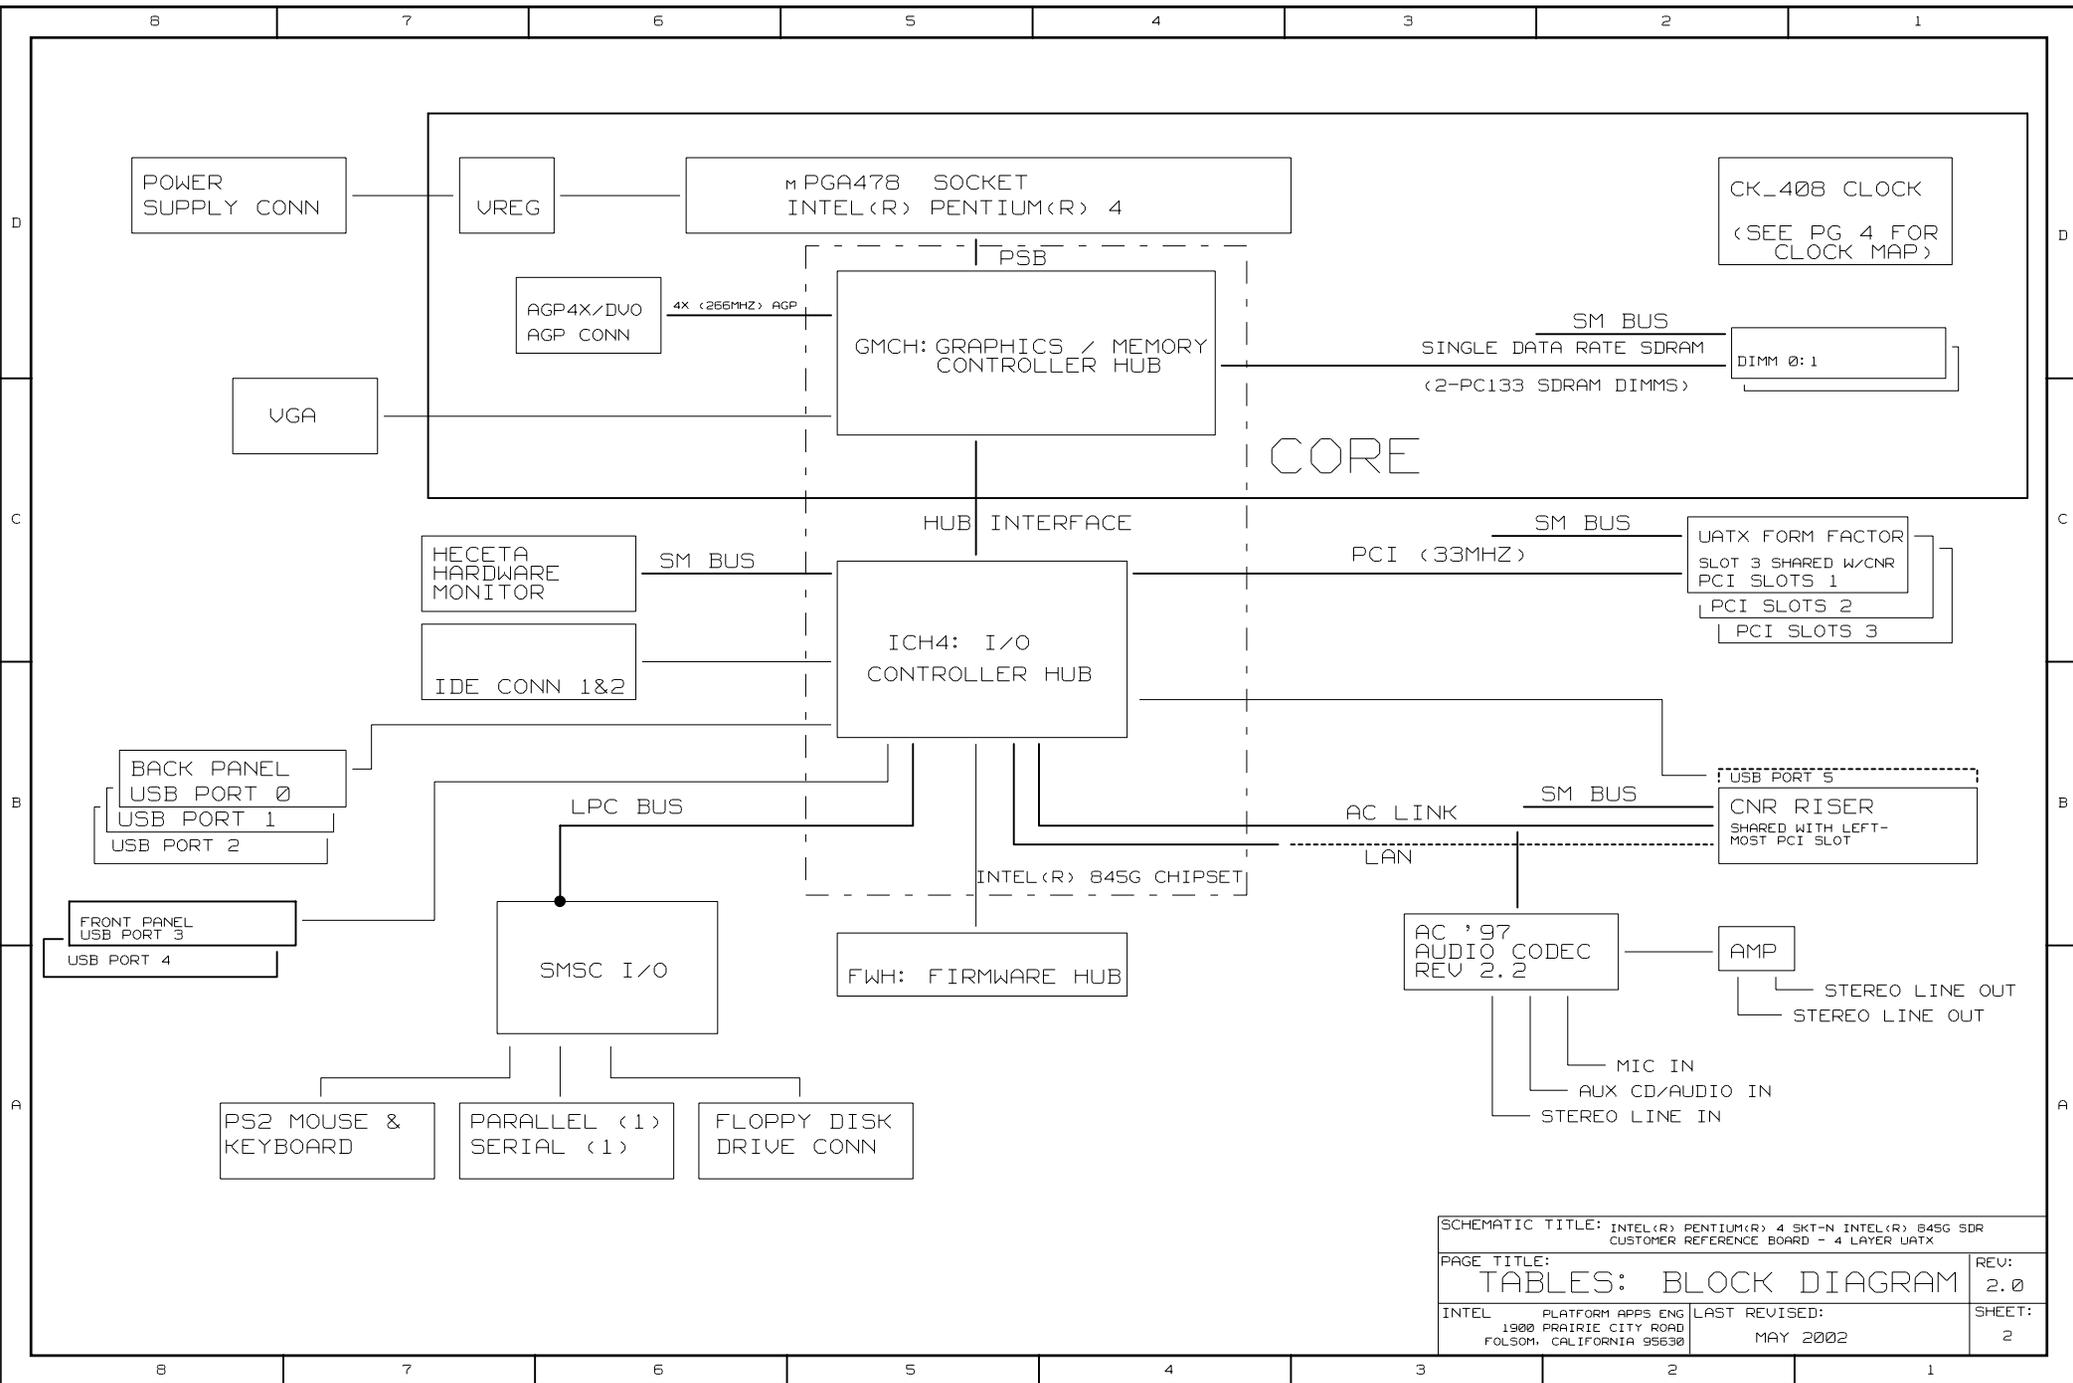 8 7 6 5 4 3 2 1
D
D
C
C
B
B
A
A
POWER
SUPPLY CONN
VREG
MPGA478 SOCKET
INTEL(R) PENTIUM(R) 4
CK_408 CLOCK
(SEE PG 4 FOR
CLOCK MAP)
PSB
AGP4X/DVO
AGP CONN
4X (266MHZ) AGP
GMCH: GRAPHICS / MEMORY
CONTROLLER HUB
SM BUS
SINGLE DATA RATE SDRAM
(2-PC133 SDRAM DIMMS)
DIMM 0:1
VGA
CORE
HUB INTERFACE
HECETA
HARDWARE
MONITOR
SM BUS
SM BUS
PCI (33MHZ)
UATX FORM FACTOR
SLOT 3 SHARED W/CNR
PCI SLOTS 1
PCI SLOTS 2
PCI SLOTS 3
ICH4: I/O
CONTROLLER HUB
IDE CONN 1&2
BACK PANEL
USB PORT 0
USB PORT 1
USB PORT 2
LPC BUS
USB PORT 5
SM BUS
CNR RISER
SHARED WITH LEFT-
MOST PCI SLOT
AC LINK
LAN
INTEL(R) 845G CHIPSET
FRONT PANEL
USB PORT 3
USB PORT 4
SMSC I/O
FWH: FIRMWARE HUB
AC '97
AUDIO CODEC
REV 2.2
AMP
STEREO LINE OUT
STEREO LINE OUT
MIC IN
AUX CD/AUDIO IN
STEREO LINE IN
PS2 MOUSE &
KEYBOARD
PARALLEL (1)
SERIAL (1)
FLOPPY DISK
DRIVE CONN
SCHEMATIC TITLE: INTEL(R) PENTIUM(R) 4 SKT-N INTEL(R) 845G SDR
CUSTOMER REFERENCE BOARD - 4 LAYER UATX
PAGE TITLE:
TABLES: BLOCK DIAGRAM
REV:
2.0
INTEL PLATFORM APPS ENG
1900 PRAIRIE CITY ROAD
FOLSOM, CALIFORNIA 95630
LAST REVISED:
MAY 2002
SHEET:
2
8 7 6 5 4 3 2 1